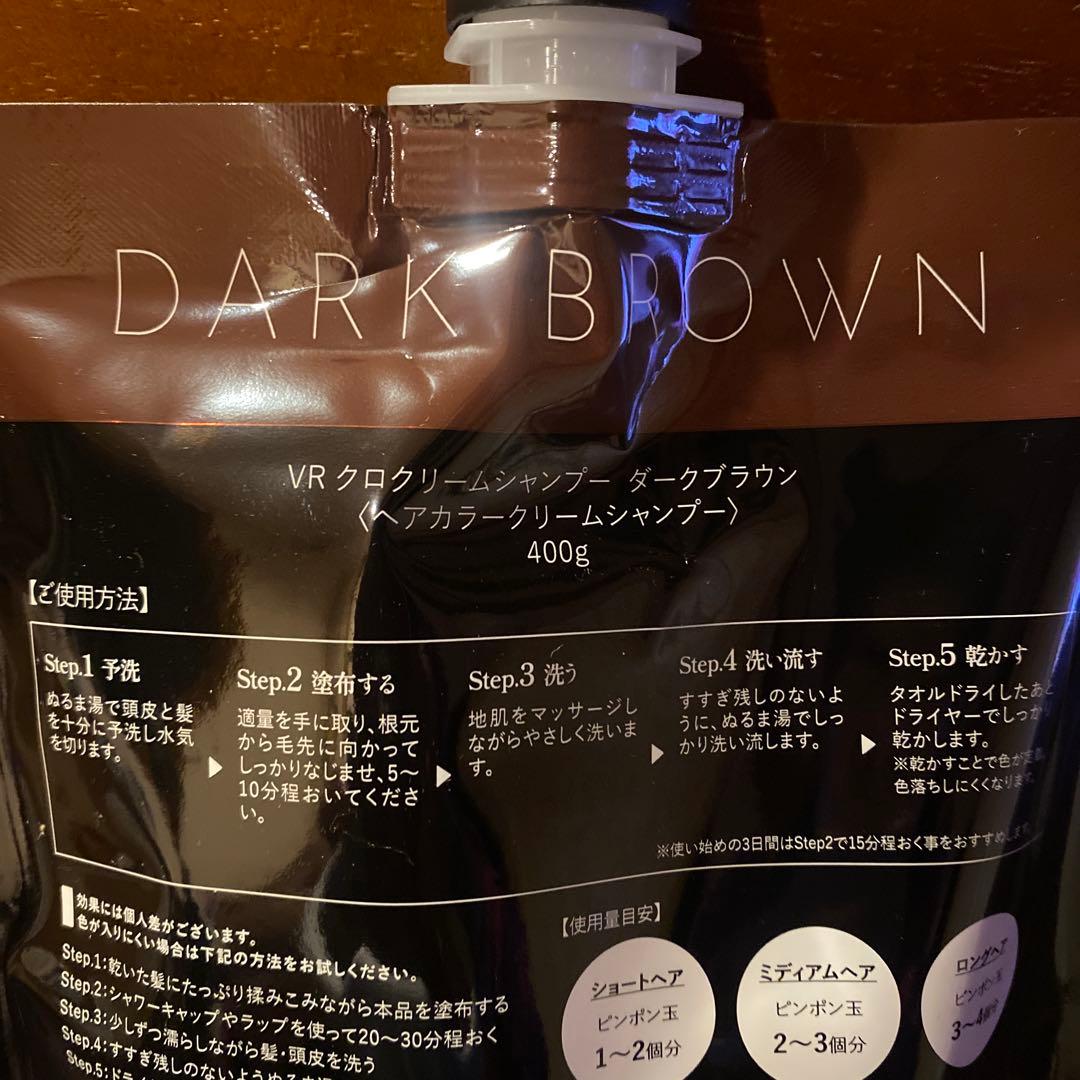 DARK BROWN
VR クロクリームシャンプー ダークブラウン
〈ヘアカラークリームシャンプー〉
400g
【ご使用方法】
Step.1 予洗
ぬるま湯で頭皮と髪
を十分に予洗し水気
を切ります。
Step.2 塗布する
適量を手に取り、根元
から毛先に向かって
しっかりなじませ、5～
10分程おいてくださ
い。
Step.3 洗う
地肌をマッサージし
ながらやさしく洗いま
す。
Step.4 洗い流す
すすぎ残しのないよ
うに、ぬるま湯でしっ
かり洗い流します。
Step.5 乾かす
タオルドライしたあと
ドライヤーでしっかり
乾かします。
※乾かすことで色が定着、
色落ちしにくくなります
※使い始めの3日間はStep2で15分程おく事をおすすめします
効果には個人差がございます。
色が入りにくい場合は下記の方法をお試しください。
Step.1:乾いた髪にたっぷり揉みこみながら本品を塗布する
Step.2:シャワーキャップやラップを使って20～30分程おく
Step.3:少しずつ濡らしながら髪・頭皮を洗う
Step.4:すすぎ残しのないようぬるま
Step.5:ドライ
【使用量目安】
ショートヘア
ピンポン玉
1～2個分
ミディアムヘア
ピンポン玉
2～3個分
ロングヘア
ピンポン玉
3～4個分